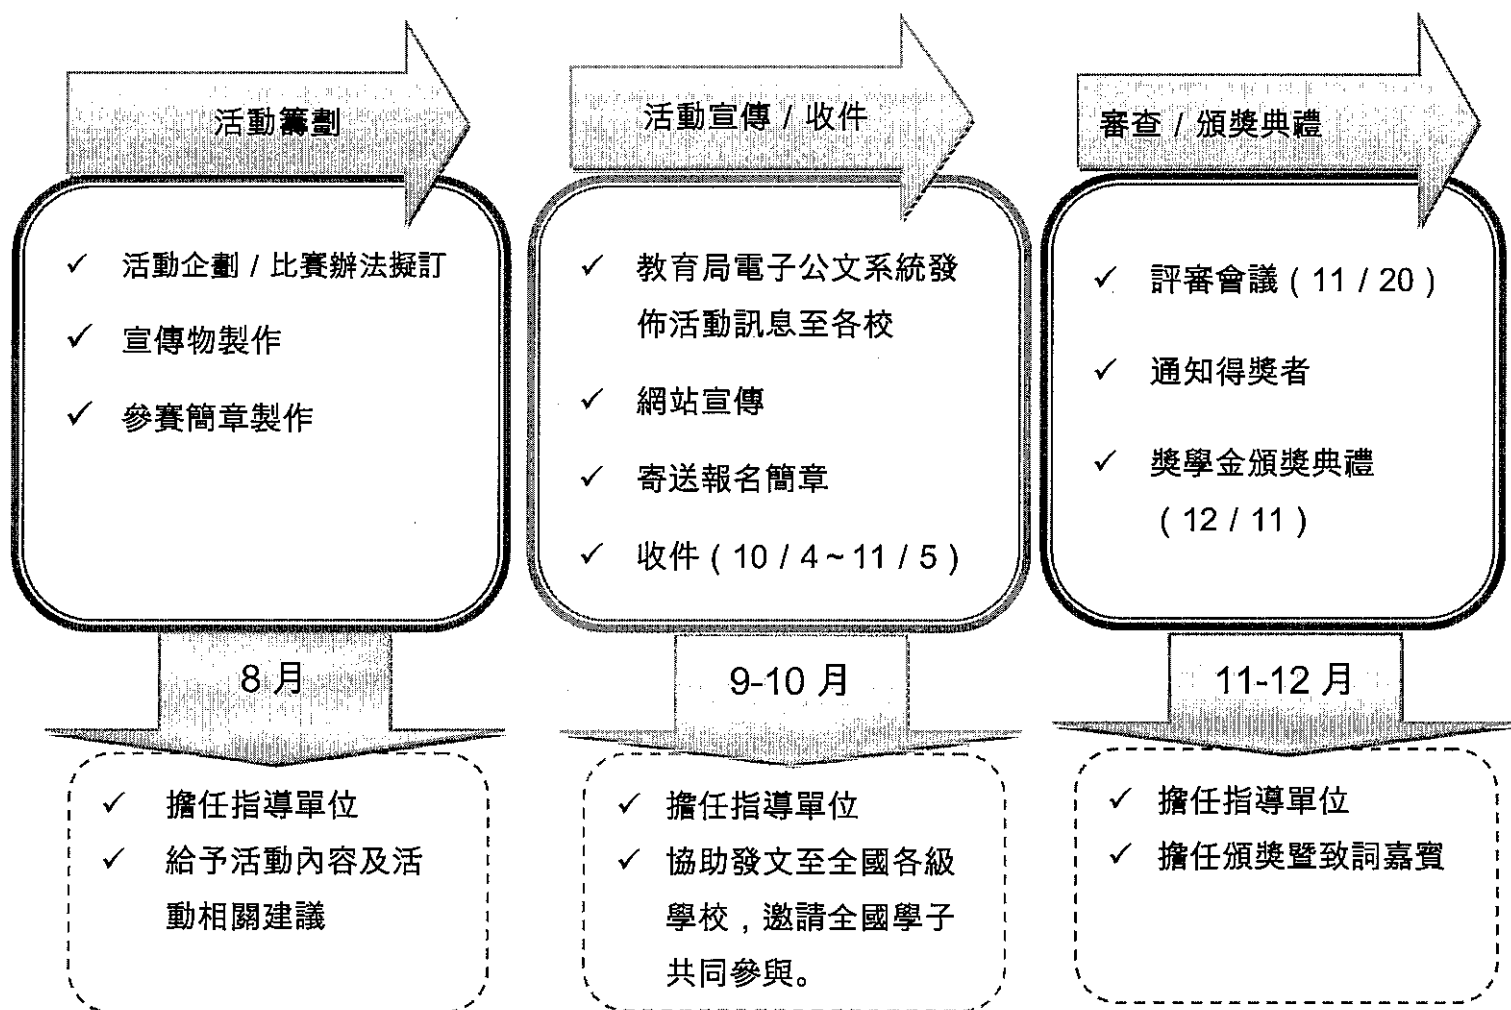 活動籌劃
✓ 活動企劃 / 比賽辦法擬訂
✓ 宣傳物製作
✓ 參賽簡章製作
8 月
✓ 擔任指導單位
✓ 給予活動內容及活
動相關建議
活動宣傳 / 收件
✓ 教育局電子公文系統發
佈活動訊息至各校
✓ 網站宣傳
✓ 寄送報名簡章
✓ 收件 ( 10 / 4 ~ 11 / 5 )
9-10 月
✓ 擔任指導單位
✓ 協助發文至全國各級
學校，邀請全國學子
共同參與。
審查 / 頒獎典禮
✓ 評審會議 ( 11 / 20 )
✓ 通知得獎者
✓ 獎學金頒獎典禮
( 12 / 11 )
11-12 月
✓ 擔任指導單位
✓ 擔任頒獎暨致詞嘉賓